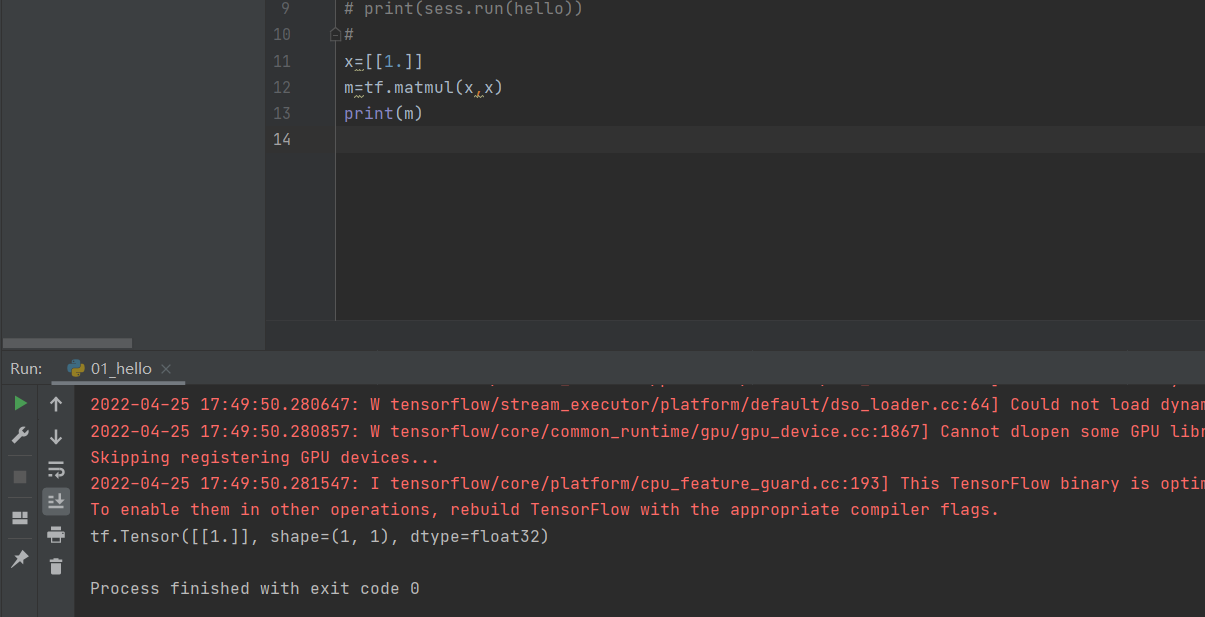 9 # print(sess.run(hello))
10 #
11 x=[[1.]]
12 m=tf.matmul(x,x)
13 print(m)
14
Run: 01_hello
2022-04-25 17:49:50.280647: W tensorflow/stream_executor/platform/default/dso_loader.cc:64] Could not load dynam
2022-04-25 17:49:50.280857: W tensorflow/core/common_runtime/gpu/gpu_device.cc:1867] Cannot dlopen some GPU libr
Skipping registering GPU devices...
2022-04-25 17:49:50.281547: I tensorflow/core/platform/cpu_feature_guard.cc:193] This TensorFlow binary is optim
To enable them in other operations, rebuild TensorFlow with the appropriate compiler flags.
tf.Tensor([[1.]], shape=(1, 1), dtype=float32)
Process finished with exit code 0